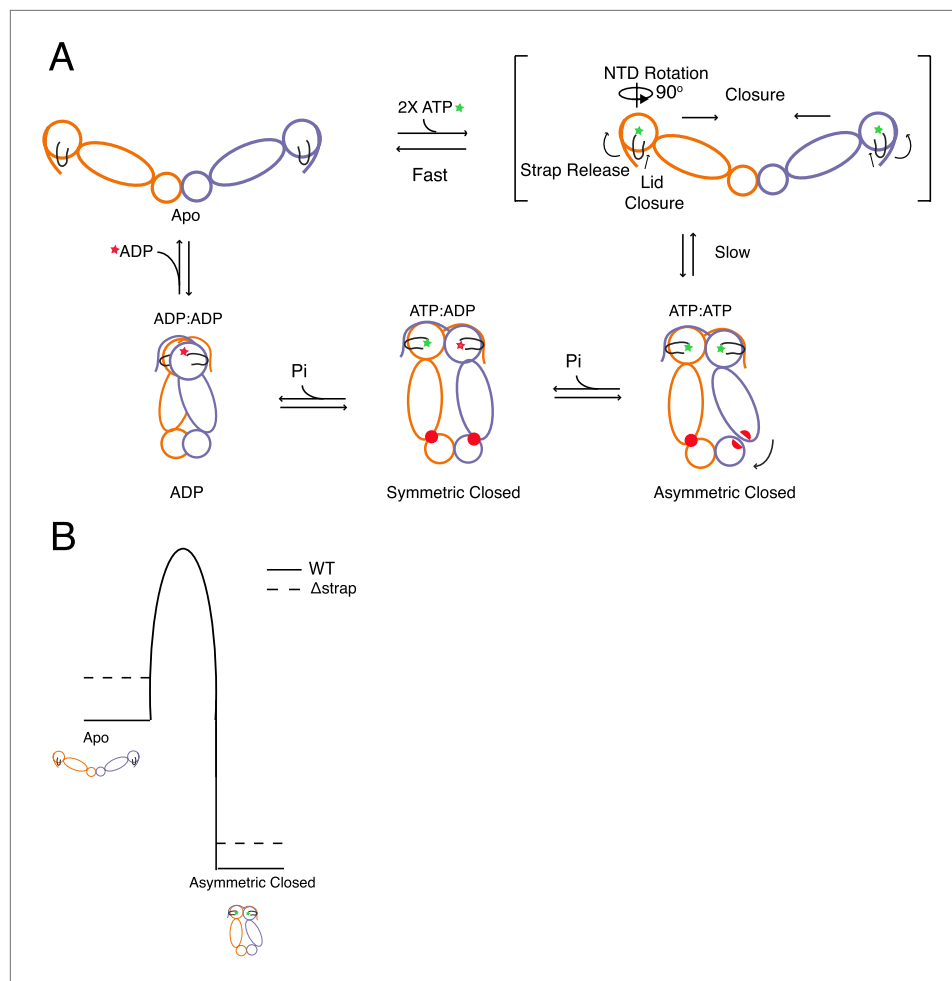 A
NTD Rotation
90o
Closure
2X ATP
Fast
Strap Release
Lid
Closure
Apo
ADP
Slow
ADP:ADP
ATP:ADP
ATP:ATP
Pi
Pi
ADP
Symmetric Closed
Asymmetric Closed
B
WT
Δstrap
Apo
Asymmetric Closed